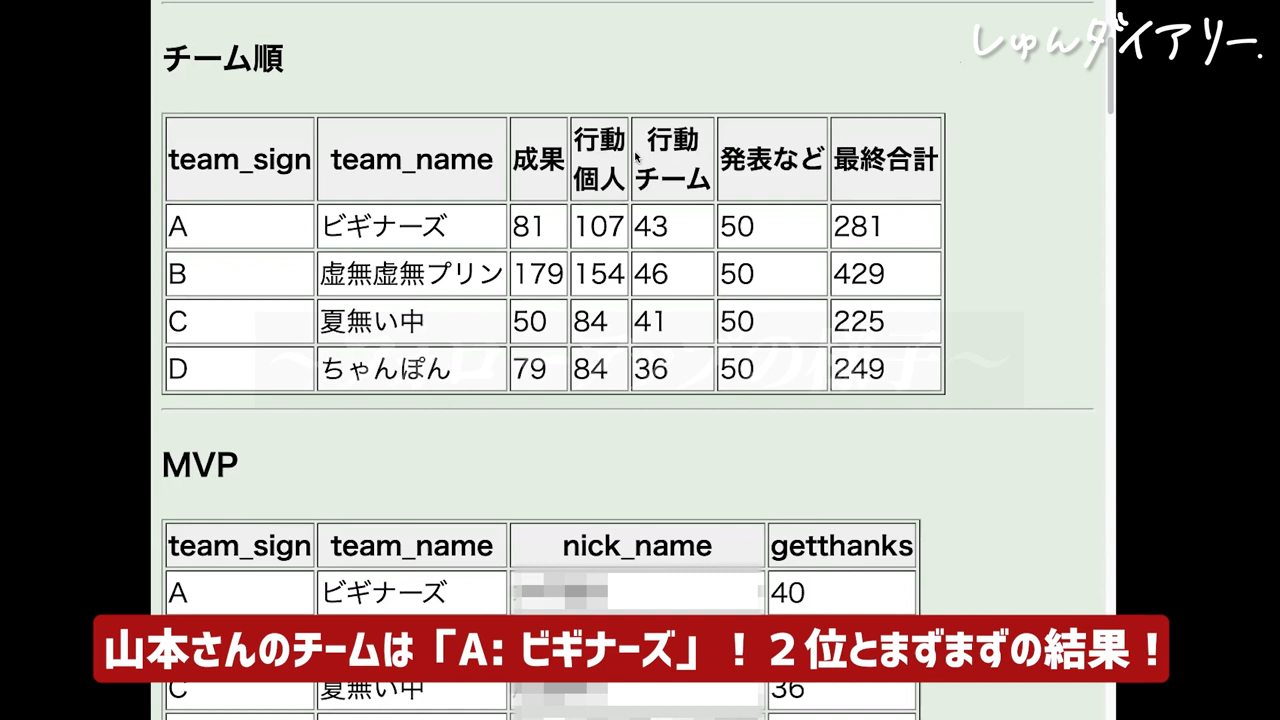 しゅんダイアリー.
チーム順
team_sign team_name 成果 行動個人 行動チーム 発表など 最終合計
A ビギナーズ 81 107 43 50 281
B 虚無虚無プリン 179 154 46 50 429
C 夏無い中 50 84 41 50 225
D ちゃんぽん 79 84 36 50 249
MVP
team_sign team_name nick_name getthanks
A ビギナーズ 40
山本さんのチームは「A: ビギナーズ」！２位とまずまずの結果！
C 夏無い中 36